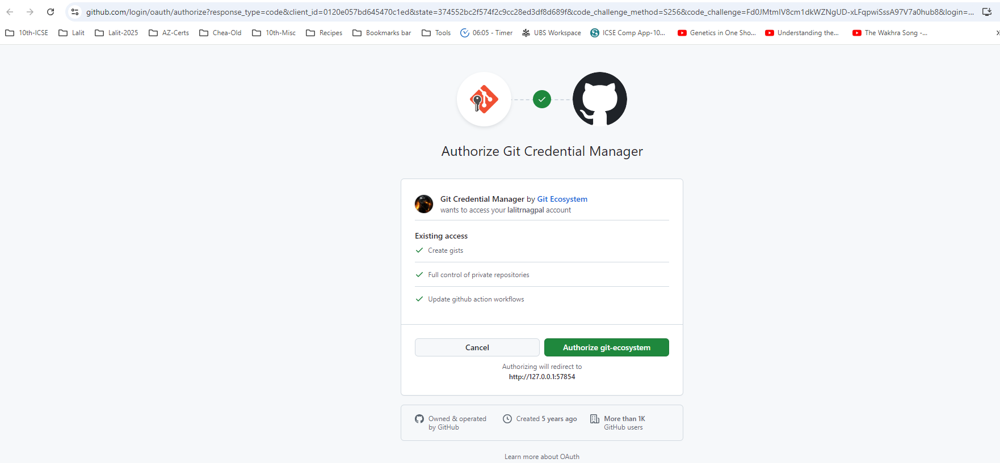 github.com/login/oauth/authorize?response_type=code&client_id=0120e057bd645470c1ed&state=374552bc2f574f2c9cc28ed3df8d689f&code_challenge_method=S256&code_challenge=Fd0JMtmIV8cm1dkWZNgUD-xLFqpwiSssA97V7a0hub8&login=...
10th-ICSE Lalit Lalit-2025 AZ-Certs Chea-Old 10th-Misc Recipes Bookmarks bar Tools 06:05 - Timer UBS Workspace ICSE Comp App-10... Genetics in One Sho... Understanding the... The Wakhra Song -...
Authorize Git Credential Manager
Git Credential Manager by Git Ecosystem
wants to access your lalitrnagpal account
Existing access
Create gists
Full control of private repositories
Update github action workflows
Cancel Authorize git-ecosystem
Authorizing will redirect to
http://127.0.0.1:57854
Owned & operated
by GitHub
Created 5 years ago
More than 1K
GitHub users
Learn more about OAuth